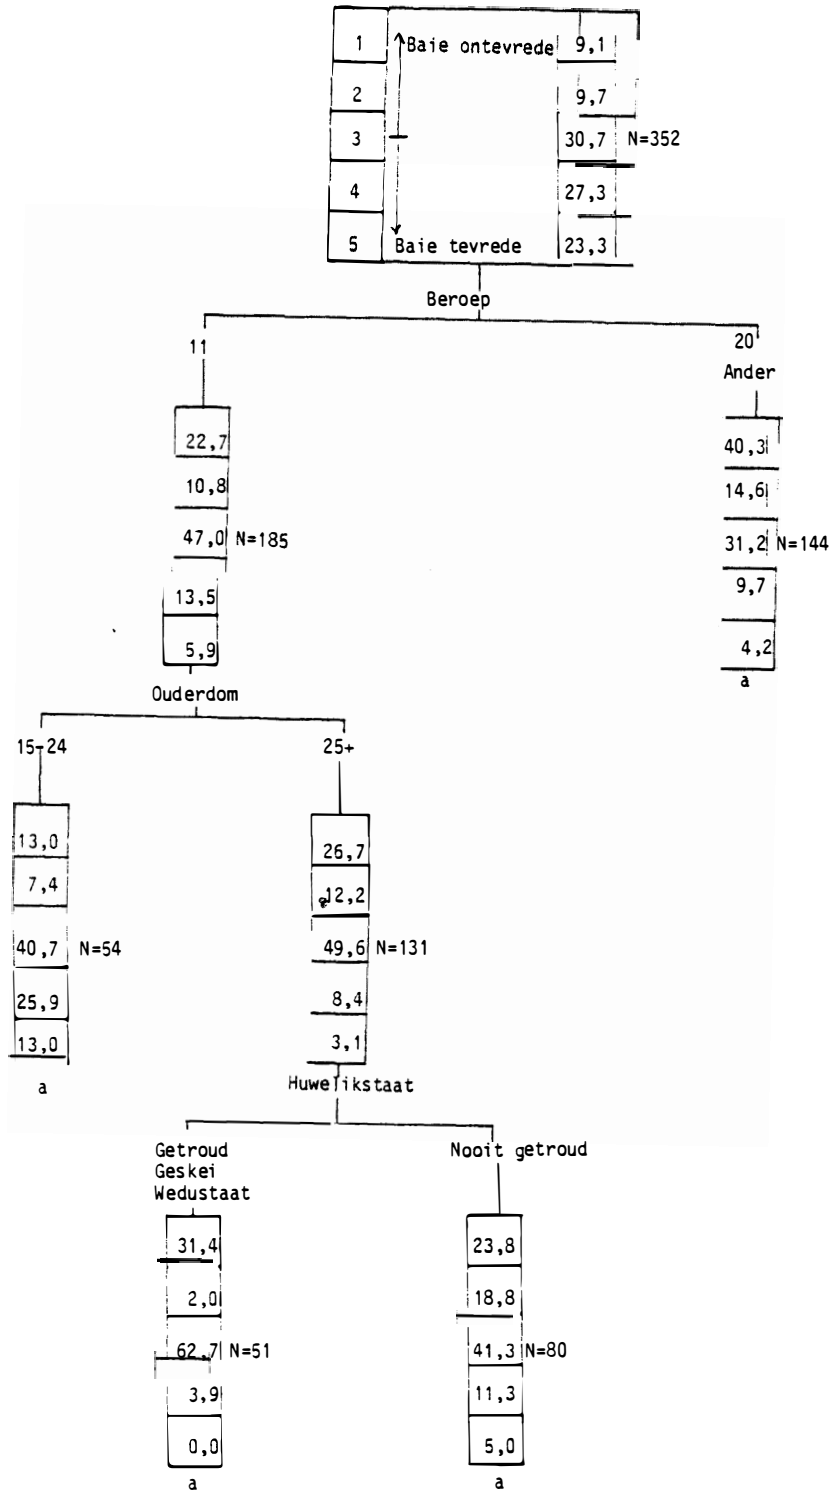 1 Baie ontevrede 9,1
2 9,7
3 30,7 N=352
4 27,3
5 Baie tevrede 23,3
Beroep
11
20
Ander
22,7
10,8
47,0 N=185
13,5
5,9
40,3
14,6
31,2 N=144
9,7
4,2
a
Ouderdom
15-24
25+
13,0
7,4
40,7 N=54
25,9
13,0
a
26,7
12,2
49,6 N=131
8,4
3,1
Huwelikstaat
Getroud
Geskei
Wedustaat
31,4
2,0
62,7 N=51
3,9
0,0
a
Nooit getroud
23,8
18,8
41,3 N=80
11,3
5,0
a